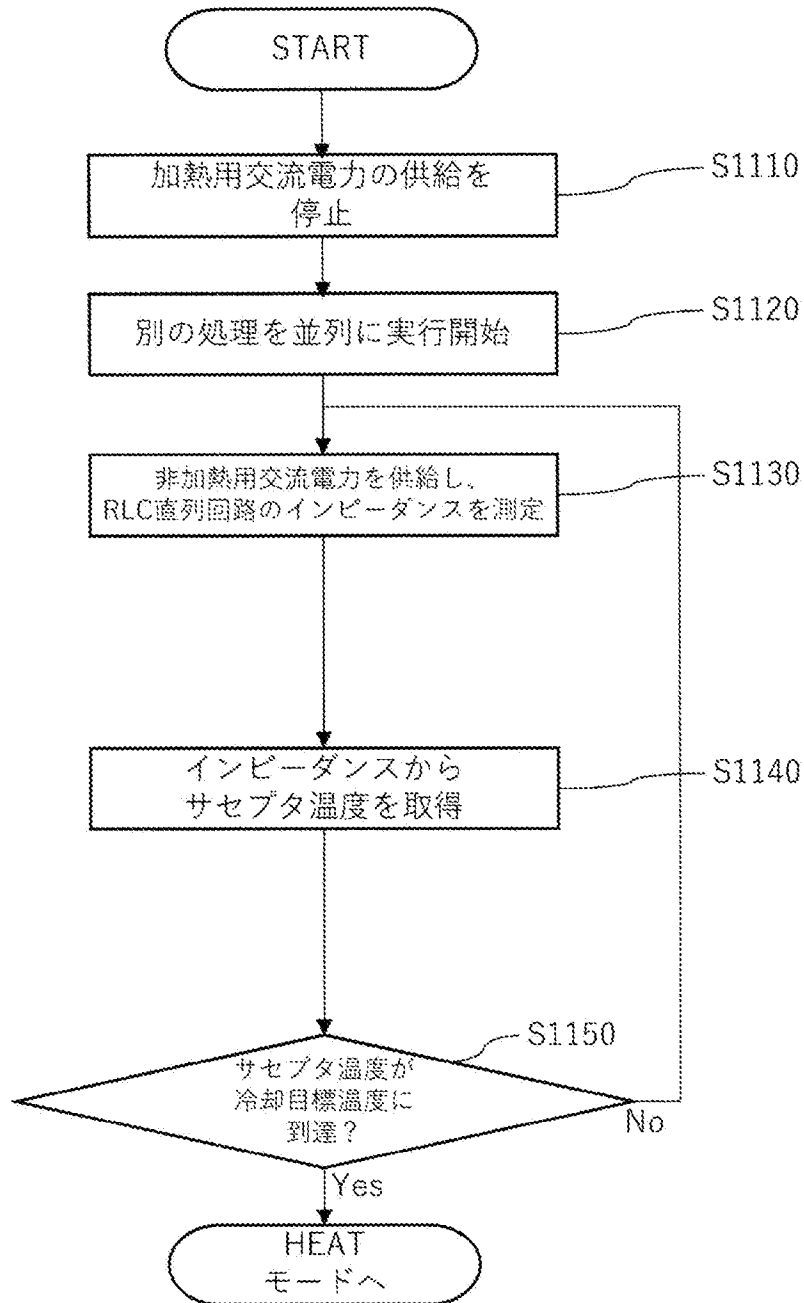 START
加熱用交流電力の供給を
停止
S1110
別の処理を並列に実行開始
S1120
非加熱用交流電力を供給し、
RLC直列回路のインピーダンスを測定
S1130
インピーダンスから
サセプタ温度を取得
S1140
S1150
サセプタ温度が
冷却目標温度に
到達？
No
Yes
HEAT
モードへ